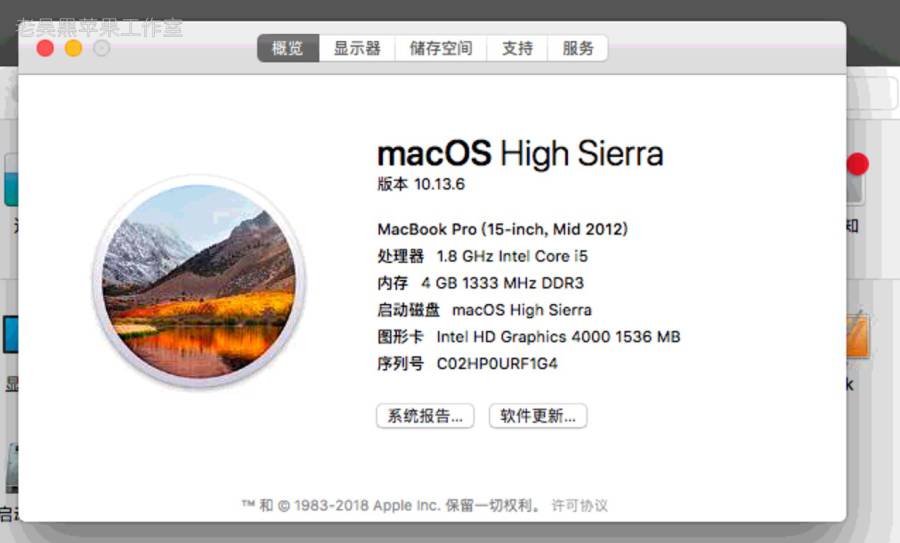 老吴黑苹果工作室
概览 显示器 储存空间 支持 服务
macOS High Sierra
版本 10.13.6
MacBook Pro (15-inch, Mid 2012)
处理器 1.8 GHz Intel Core i5
内存 4 GB 1333 MHz DDR3
启动磁盘 macOS High Sierra
图形卡 Intel HD Graphics 4000 1536 MB
序列号 C02HP0URF1G4
系统报告... 软件更新...
™ 和 © 1983-2018 Apple Inc. 保留一切权利。 许可协议
知
k
启动